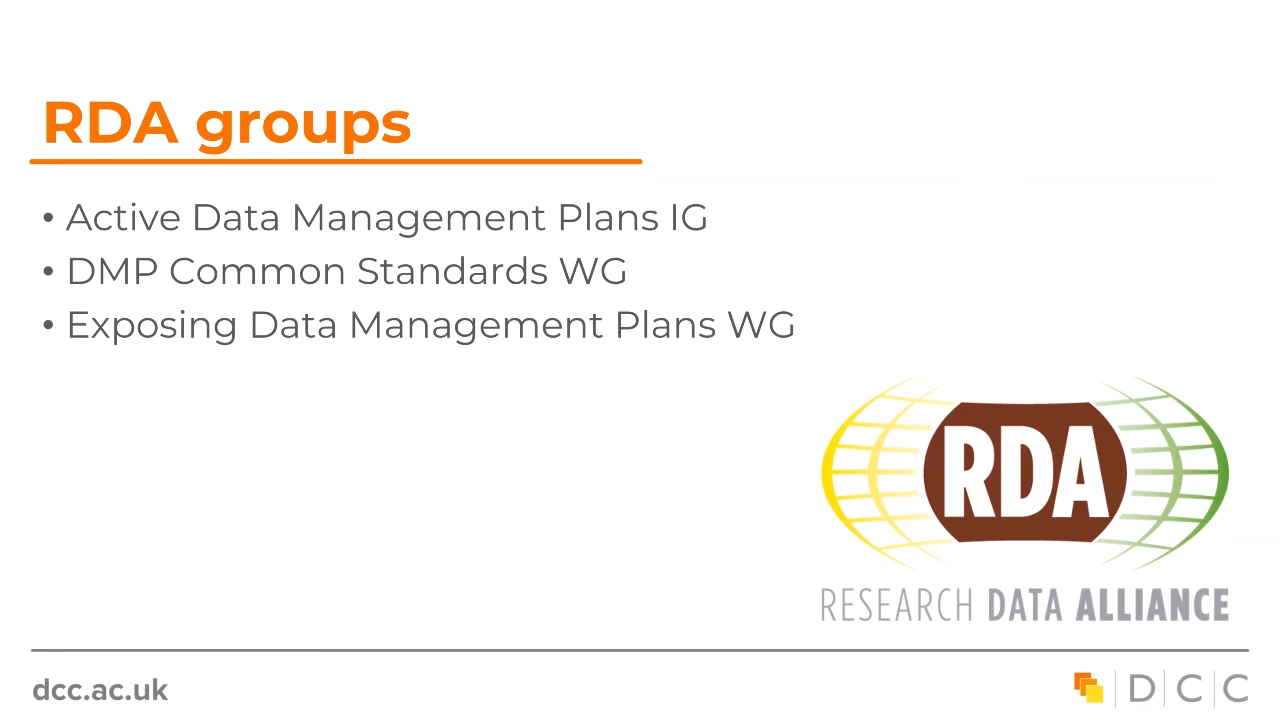 RDA groups
• Active Data Management Plans IG
• DMP Common Standards WG
• Exposing Data Management Plans WG
RDA
RESEARCH DATA ALLIANCE
dcc.ac.uk
D|C|C